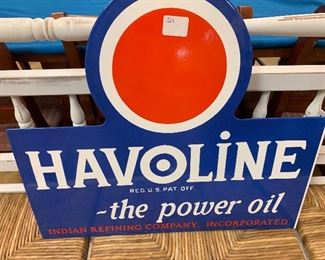 HAVOLINE
REG. U.S. PAT. OFF.
~the power oil
INDIAN REFINING COMPANY, INCORPORATED